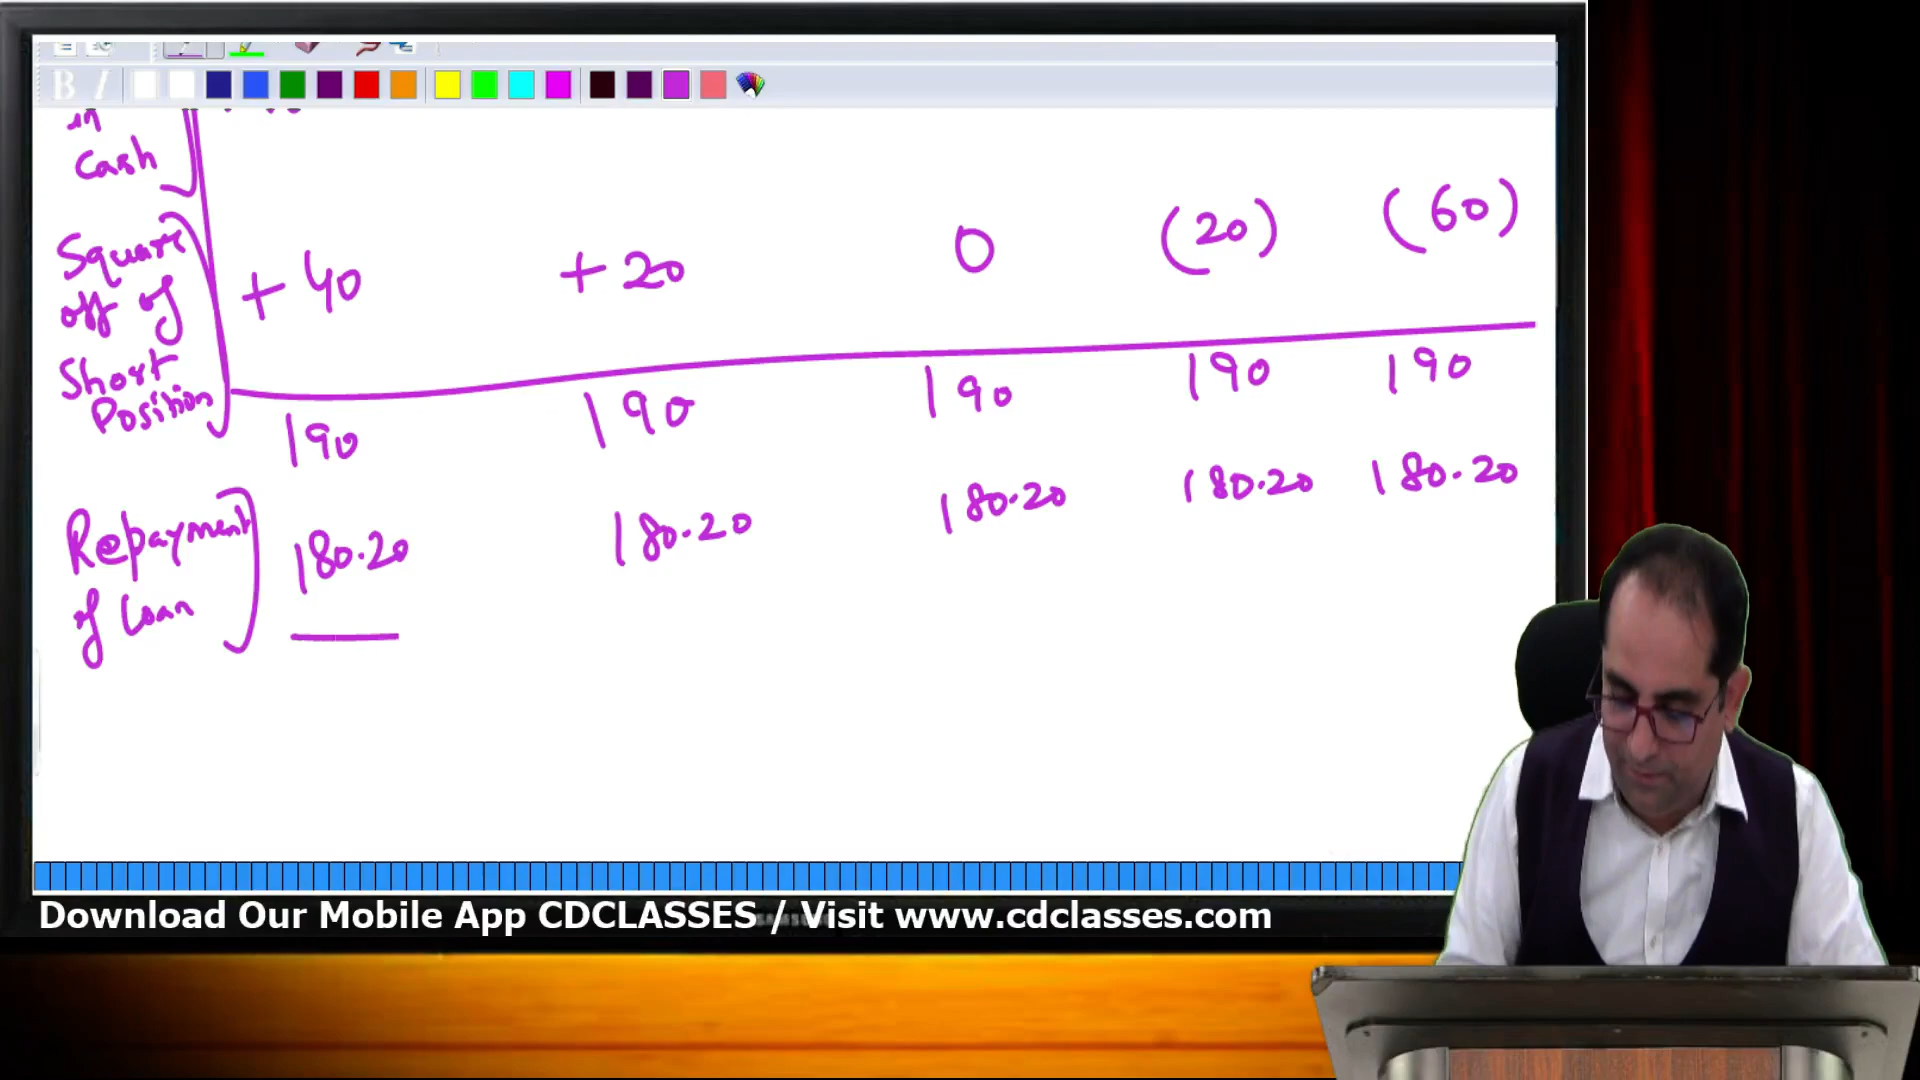 B I
in
Cash
Square
off of
Short
Position
+ 40 + 20 0 (20) (60)
190 190 190 190 190
Repayment
of Loan
180.20 180.20 180.20 180.20 180.20
Download Our Mobile App CDCLASSES / Visit www.cdclasses.com
SAMSUNG